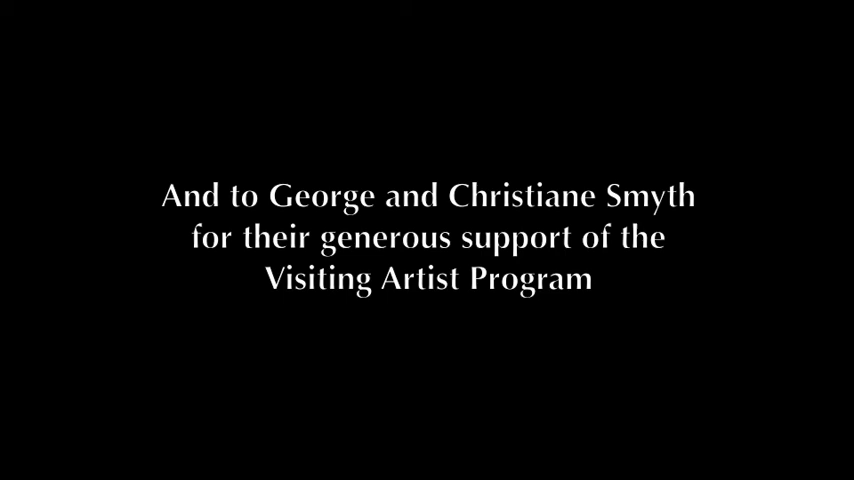 And to George and Christiane Smyth
for their generous support of the
Visiting Artist Program